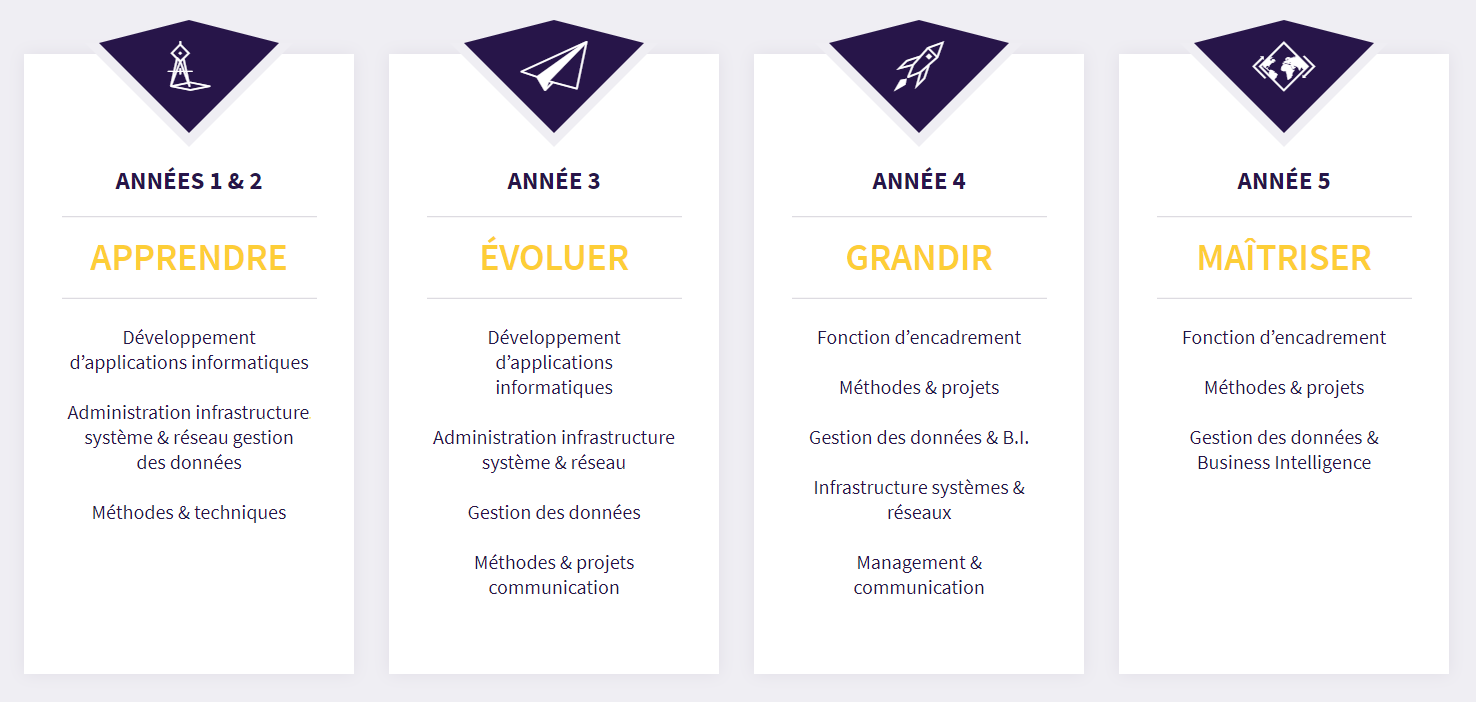 ANNÉES 1 & 2
APPRENDRE
Développement
d’applications informatiques
Administration infrastructure
système & réseau gestion
des données
Méthodes & techniques
ANNÉE 3
ÉVOLUER
Développement
d’applications
informatiques
Administration infrastructure
système & réseau
Gestion des données
Méthodes & projets
communication
ANNÉE 4
GRANDIR
Fonction d’encadrement
Méthodes & projets
Gestion des données & B.I.
Infrastructure systèmes &
réseaux
Management &
communication
ANNÉE 5
MAÎTRISER
Fonction d’encadrement
Méthodes & projets
Gestion des données &
Business Intelligence